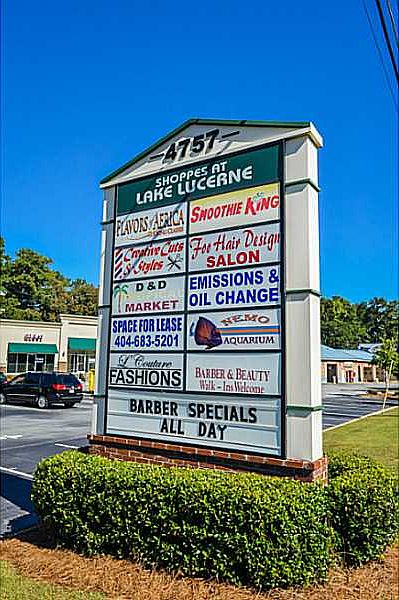 4757
SHOPPES AT
LAKE LUCERNE
FLAVORS of AFRICA
SMOOTHIE KING
Creative Cuts
& Styles
Foo Hair Design
SALON
D & D
MARKET
EMISSIONS &
OIL CHANGE
SPACE FOR LEASE
404-683-5201
NEMO
AQUARIUM
L' Couture
FASHIONS
BARBER & BEAUTY
Walk - Ins Welcome
BARBER SPECIALS
ALL DAY